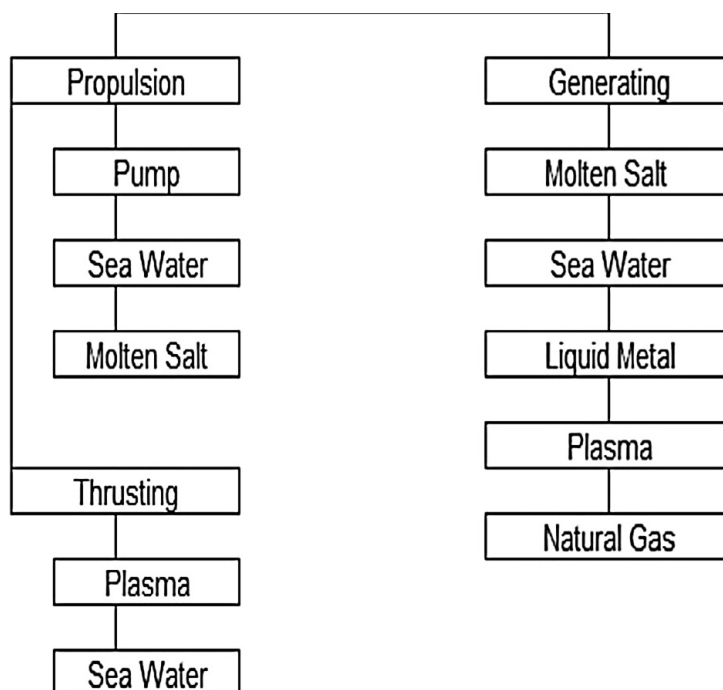 Propulsion
Pump
Sea Water
Molten Salt
Thrusting
Plasma
Sea Water
Generating
Molten Salt
Sea Water
Liquid Metal
Plasma
Natural Gas